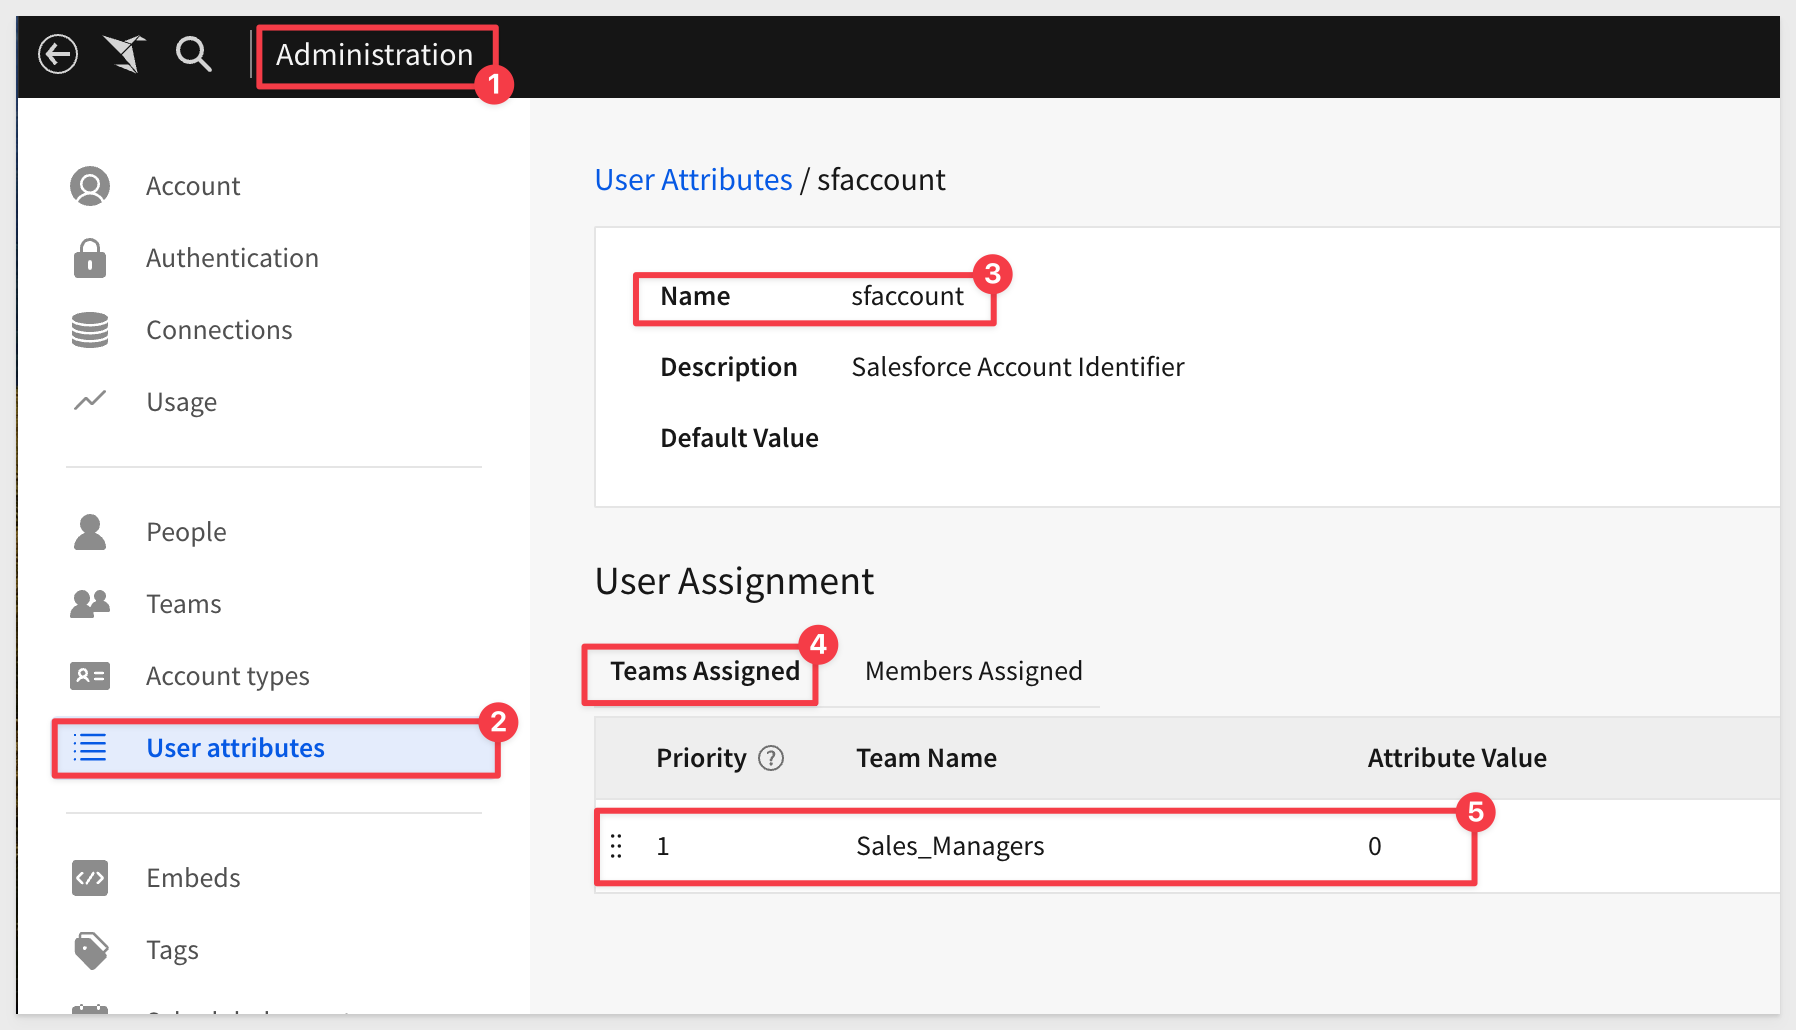 Administration
1
Account
Authentication
Connections
Usage
People
Teams
Account types
User attributes
2
Embeds
Tags
User Attributes / sfaccount
Name sfaccount
3
Description Salesforce Account Identifier
Default Value
User Assignment
Teams Assigned
4
Members Assigned
Priority ? Team Name Attribute Value
1 Sales_Managers 0
5